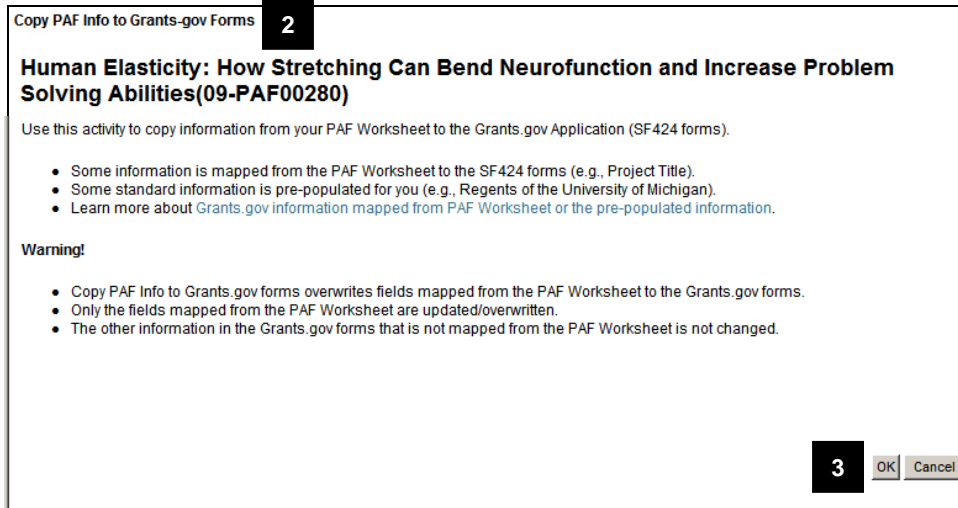 Copy PAF Info to Grants-gov Forms 2
Human Elasticity: How Stretching Can Bend Neurofunction and Increase Problem
Solving Abilities(09-PAF00280)
Use this activity to copy information from your PAF Worksheet to the Grants.gov Application (SF424 forms).
● Some information is mapped from the PAF Worksheet to the SF424 forms (e.g., Project Title).
● Some standard information is pre-populated for you (e.g., Regents of the University of Michigan).
● Learn more about Grants.gov information mapped from PAF Worksheet or the pre-populated information.
Warning!
● Copy PAF Info to Grants.gov forms overwrites fields mapped from the PAF Worksheet to the Grants.gov forms.
● Only the fields mapped from the PAF Worksheet are updated/overwritten.
● The other information in the Grants.gov forms that is not mapped from the PAF Worksheet is not changed.
3 OK Cancel